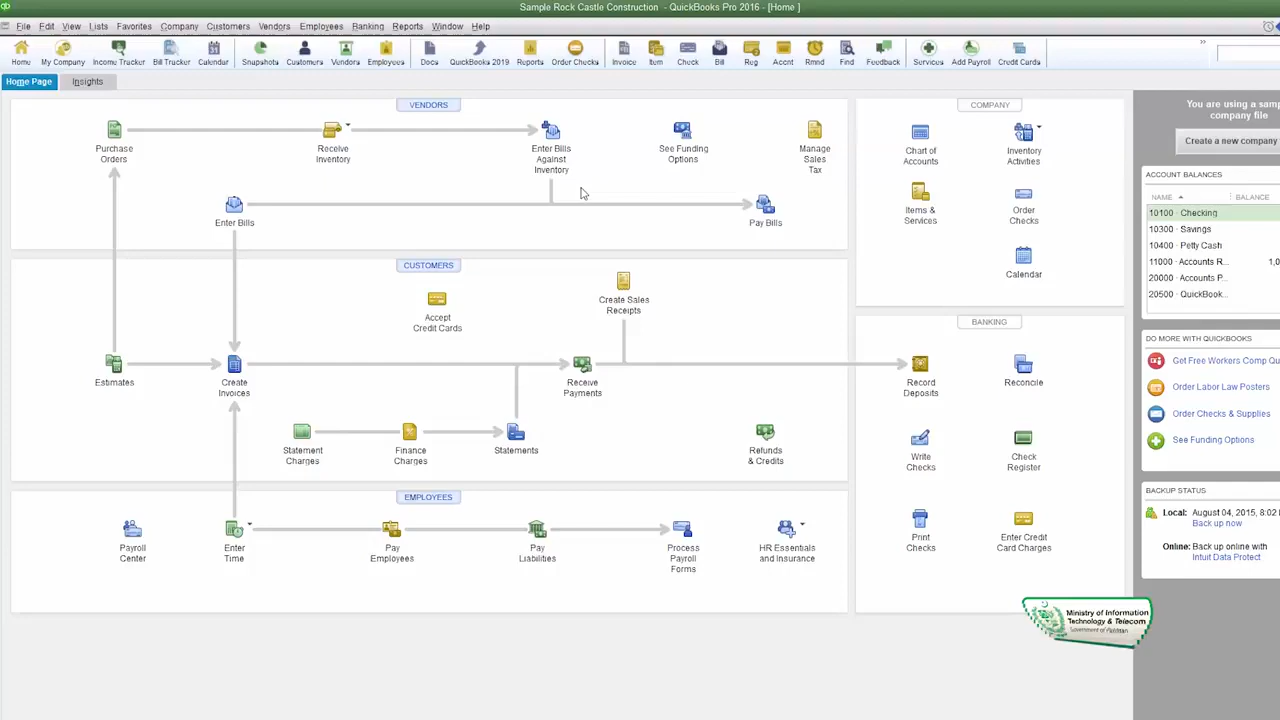 Sample Rock Castle Construction - QuickBooks Pro 2016 - [Home ]
File Edit View Lists Favorites Company Customers Vendors Employees Banking Reports Window Help
Home My Company Income Tracker Bill Tracker Calendar Snapshots Customers Vendors Employees Docs QuickBooks 2019 Reports Order Checks Invoice Item Check Bill Reg Accnt Rmnd Find Feedback Services Add Payroll Credit Cards
Home Page Insights
VENDORS
Purchase
Orders
Receive
Inventory
Enter Bills
Against
Inventory
See Funding
Options
Manage
Sales
Tax
Enter Bills
Pay Bills
CUSTOMERS
Accept
Credit Cards
Create Sales
Receipts
Estimates
Create
Invoices
Receive
Payments
Statement
Charges
Finance
Charges
Statements
Refunds
& Credits
EMPLOYEES
Payroll
Center
Enter
Time
Pay
Employees
Pay
Liabilities
Process
Payroll
Forms
HR Essentials
and Insurance
COMPANY
Chart of
Accounts
Inventory
Activities
Items &
Services
Order
Checks
Calendar
BANKING
Record
Deposits
Reconcile
Write
Checks
Check
Register
Print
Checks
Enter Credit
Card Charges
You are using a sam
company file
Create a new company
ACCOUNT BALANCES
NAME BALANCE
10100 · Checking
10300 · Savings
10400 · Petty Cash
11000 · Accounts R... 1,0
20000 · Accounts P...
20500 · QuickBook...
DO MORE WITH QUICKBOOKS
Get Free Workers Comp Qu
Order Labor Law Posters
Order Checks & Supplies
See Funding Options
BACKUP STATUS
Local: August 04, 2015, 8:02
Back up now
Online: Back up online with
Intuit Data Protect
Ministry of Information
Technology & Telecom
Government of Pakistan